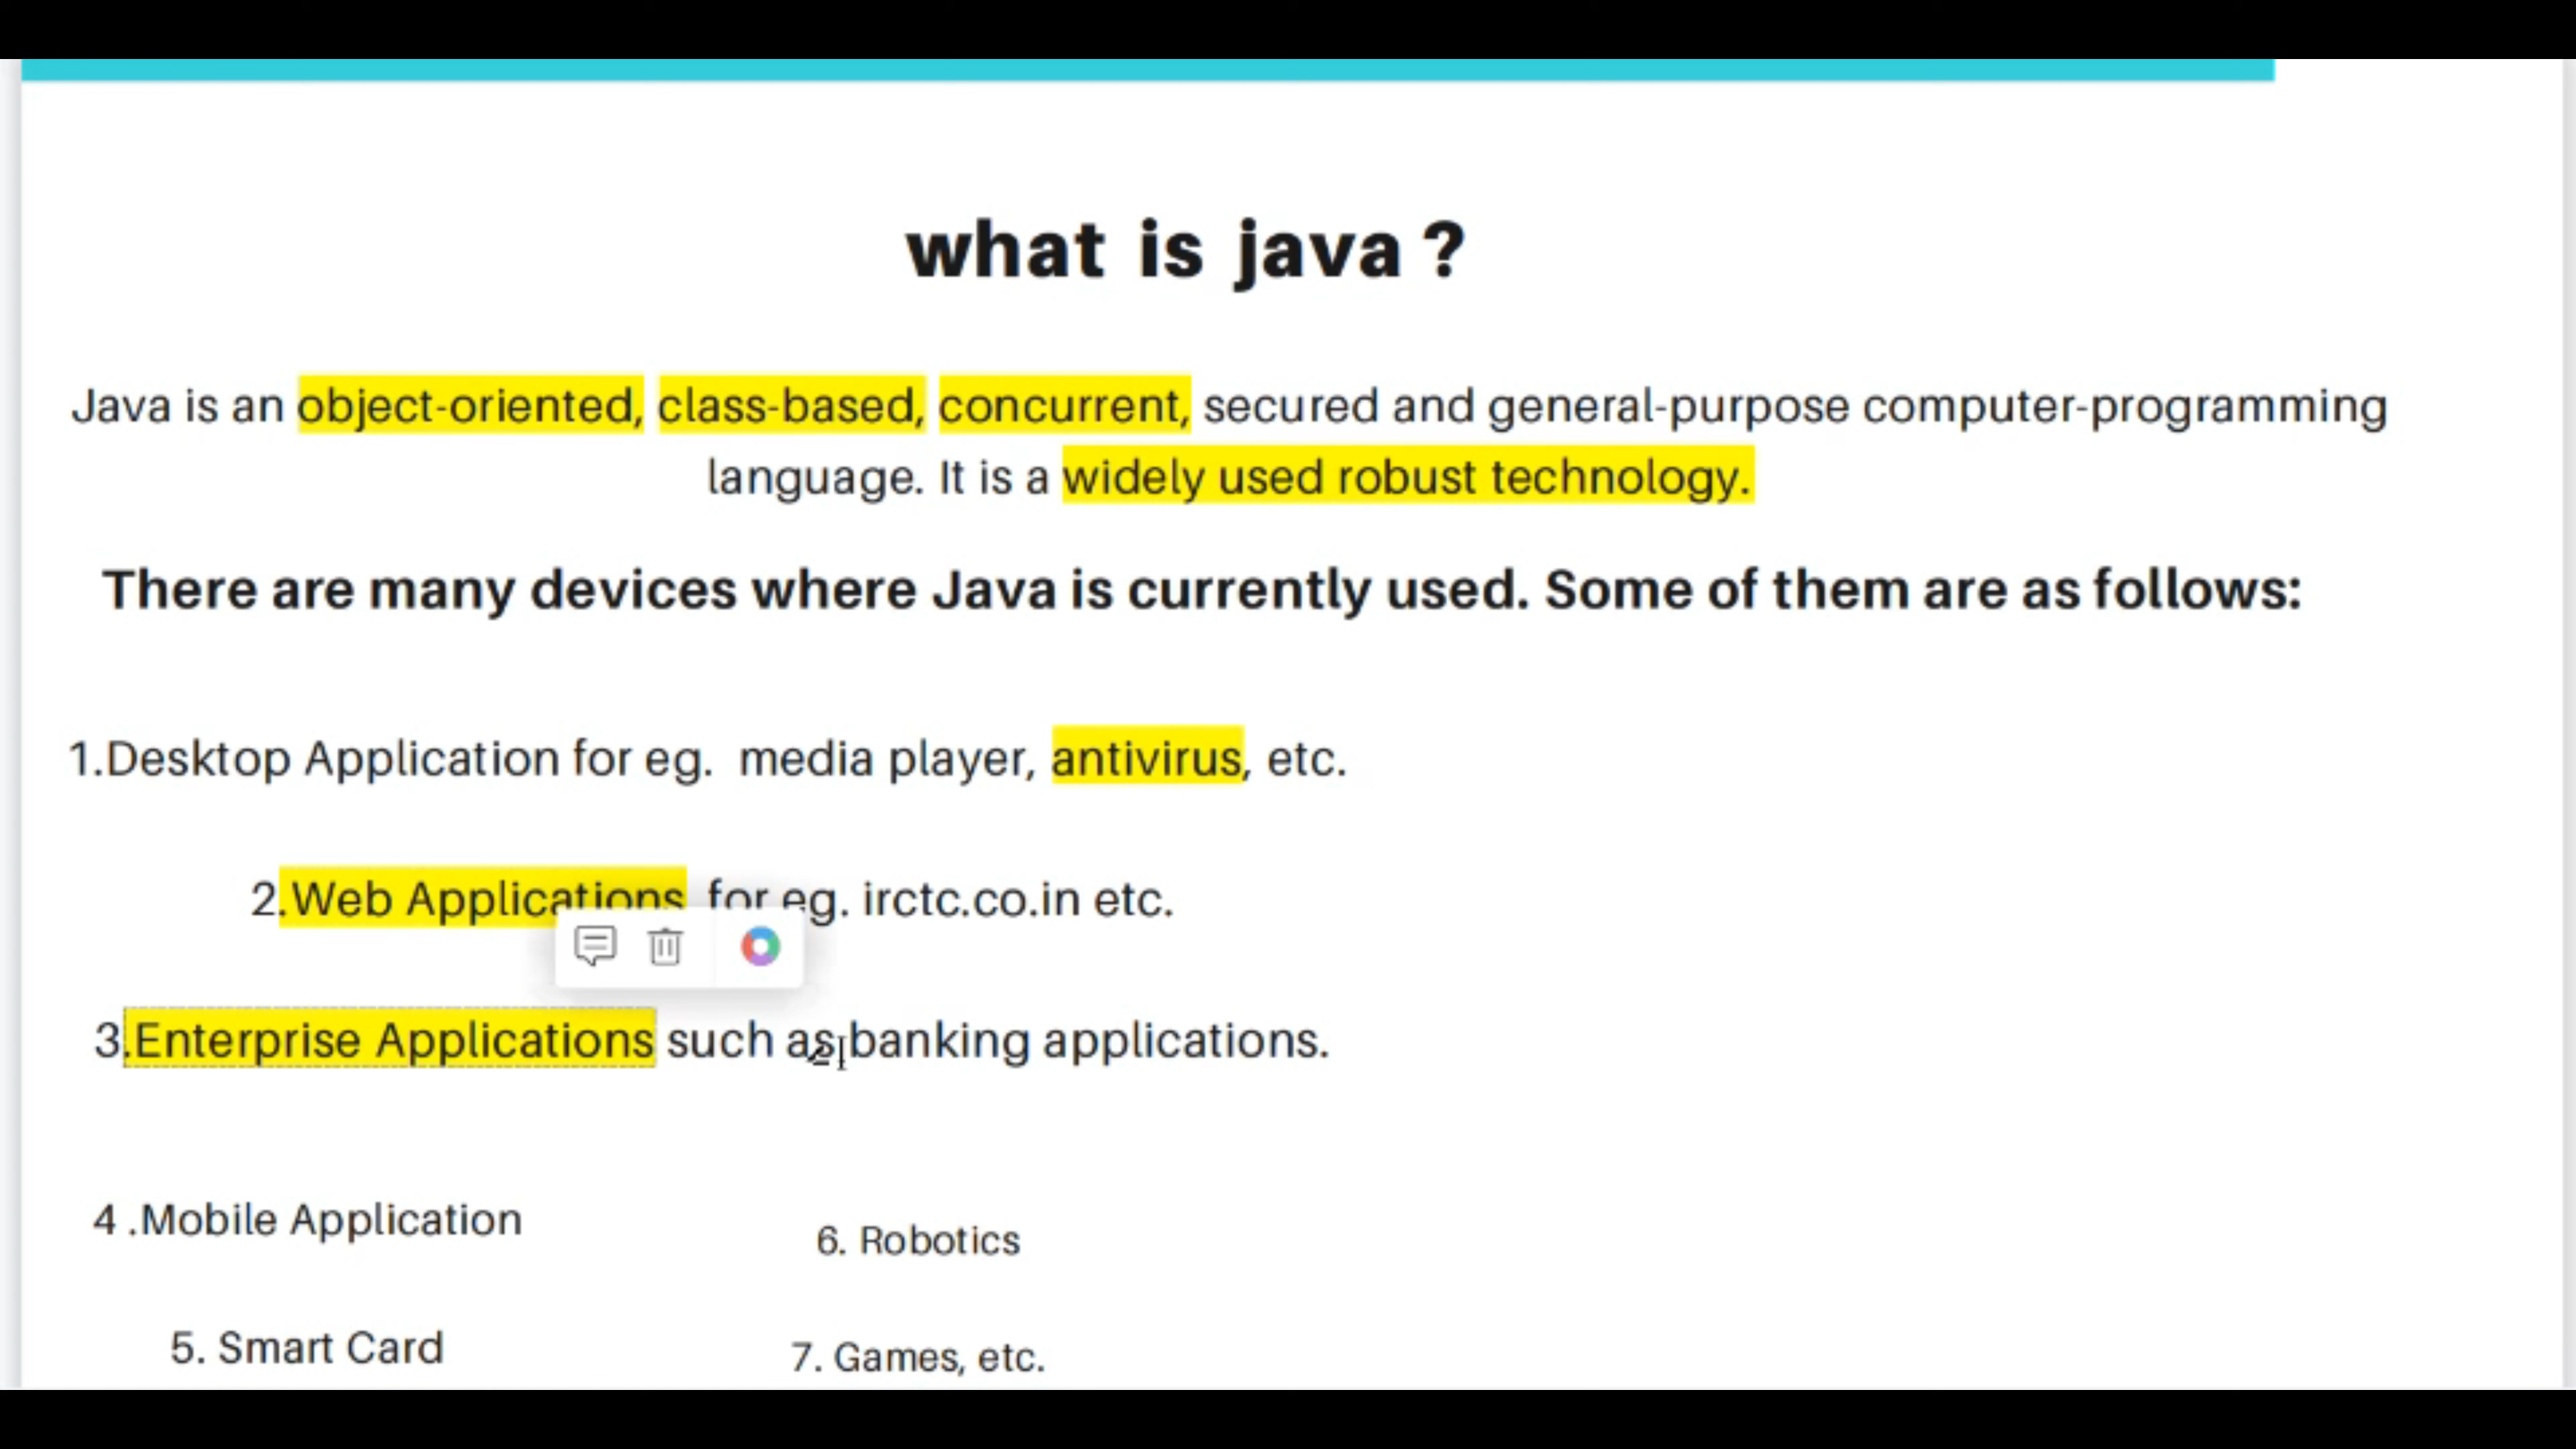 what is java ?
Java is an object-oriented, class-based, concurrent, secured and general-purpose computer-programming
language. It is a widely used robust technology.
There are many devices where Java is currently used. Some of them are as follows:
1.Desktop Application for eg. media player, antivirus, etc.
2.Web Applications for eg. irctc.co.in etc.
3.Enterprise Applications such as banking applications.
4 .Mobile Application
5. Smart Card
6. Robotics
7. Games, etc.